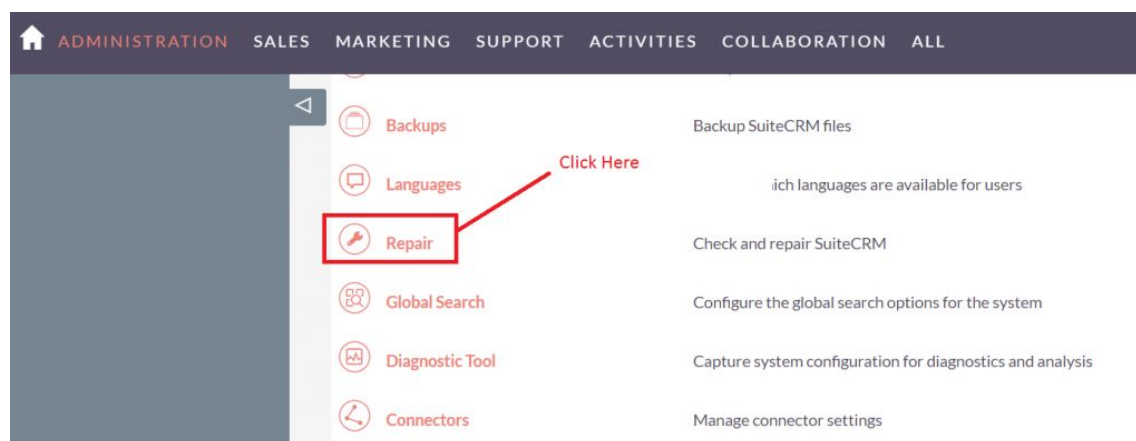 ADMINISTRATION SALES MARKETING SUPPORT ACTIVITIES COLLABORATION ALL
Backups Backup SuiteCRM files
Click Here
Languages ich languages are available for users
Repair Check and repair SuiteCRM
Global Search Configure the global search options for the system
Diagnostic Tool Capture system configuration for diagnostics and analysis
Connectors Manage connector settings